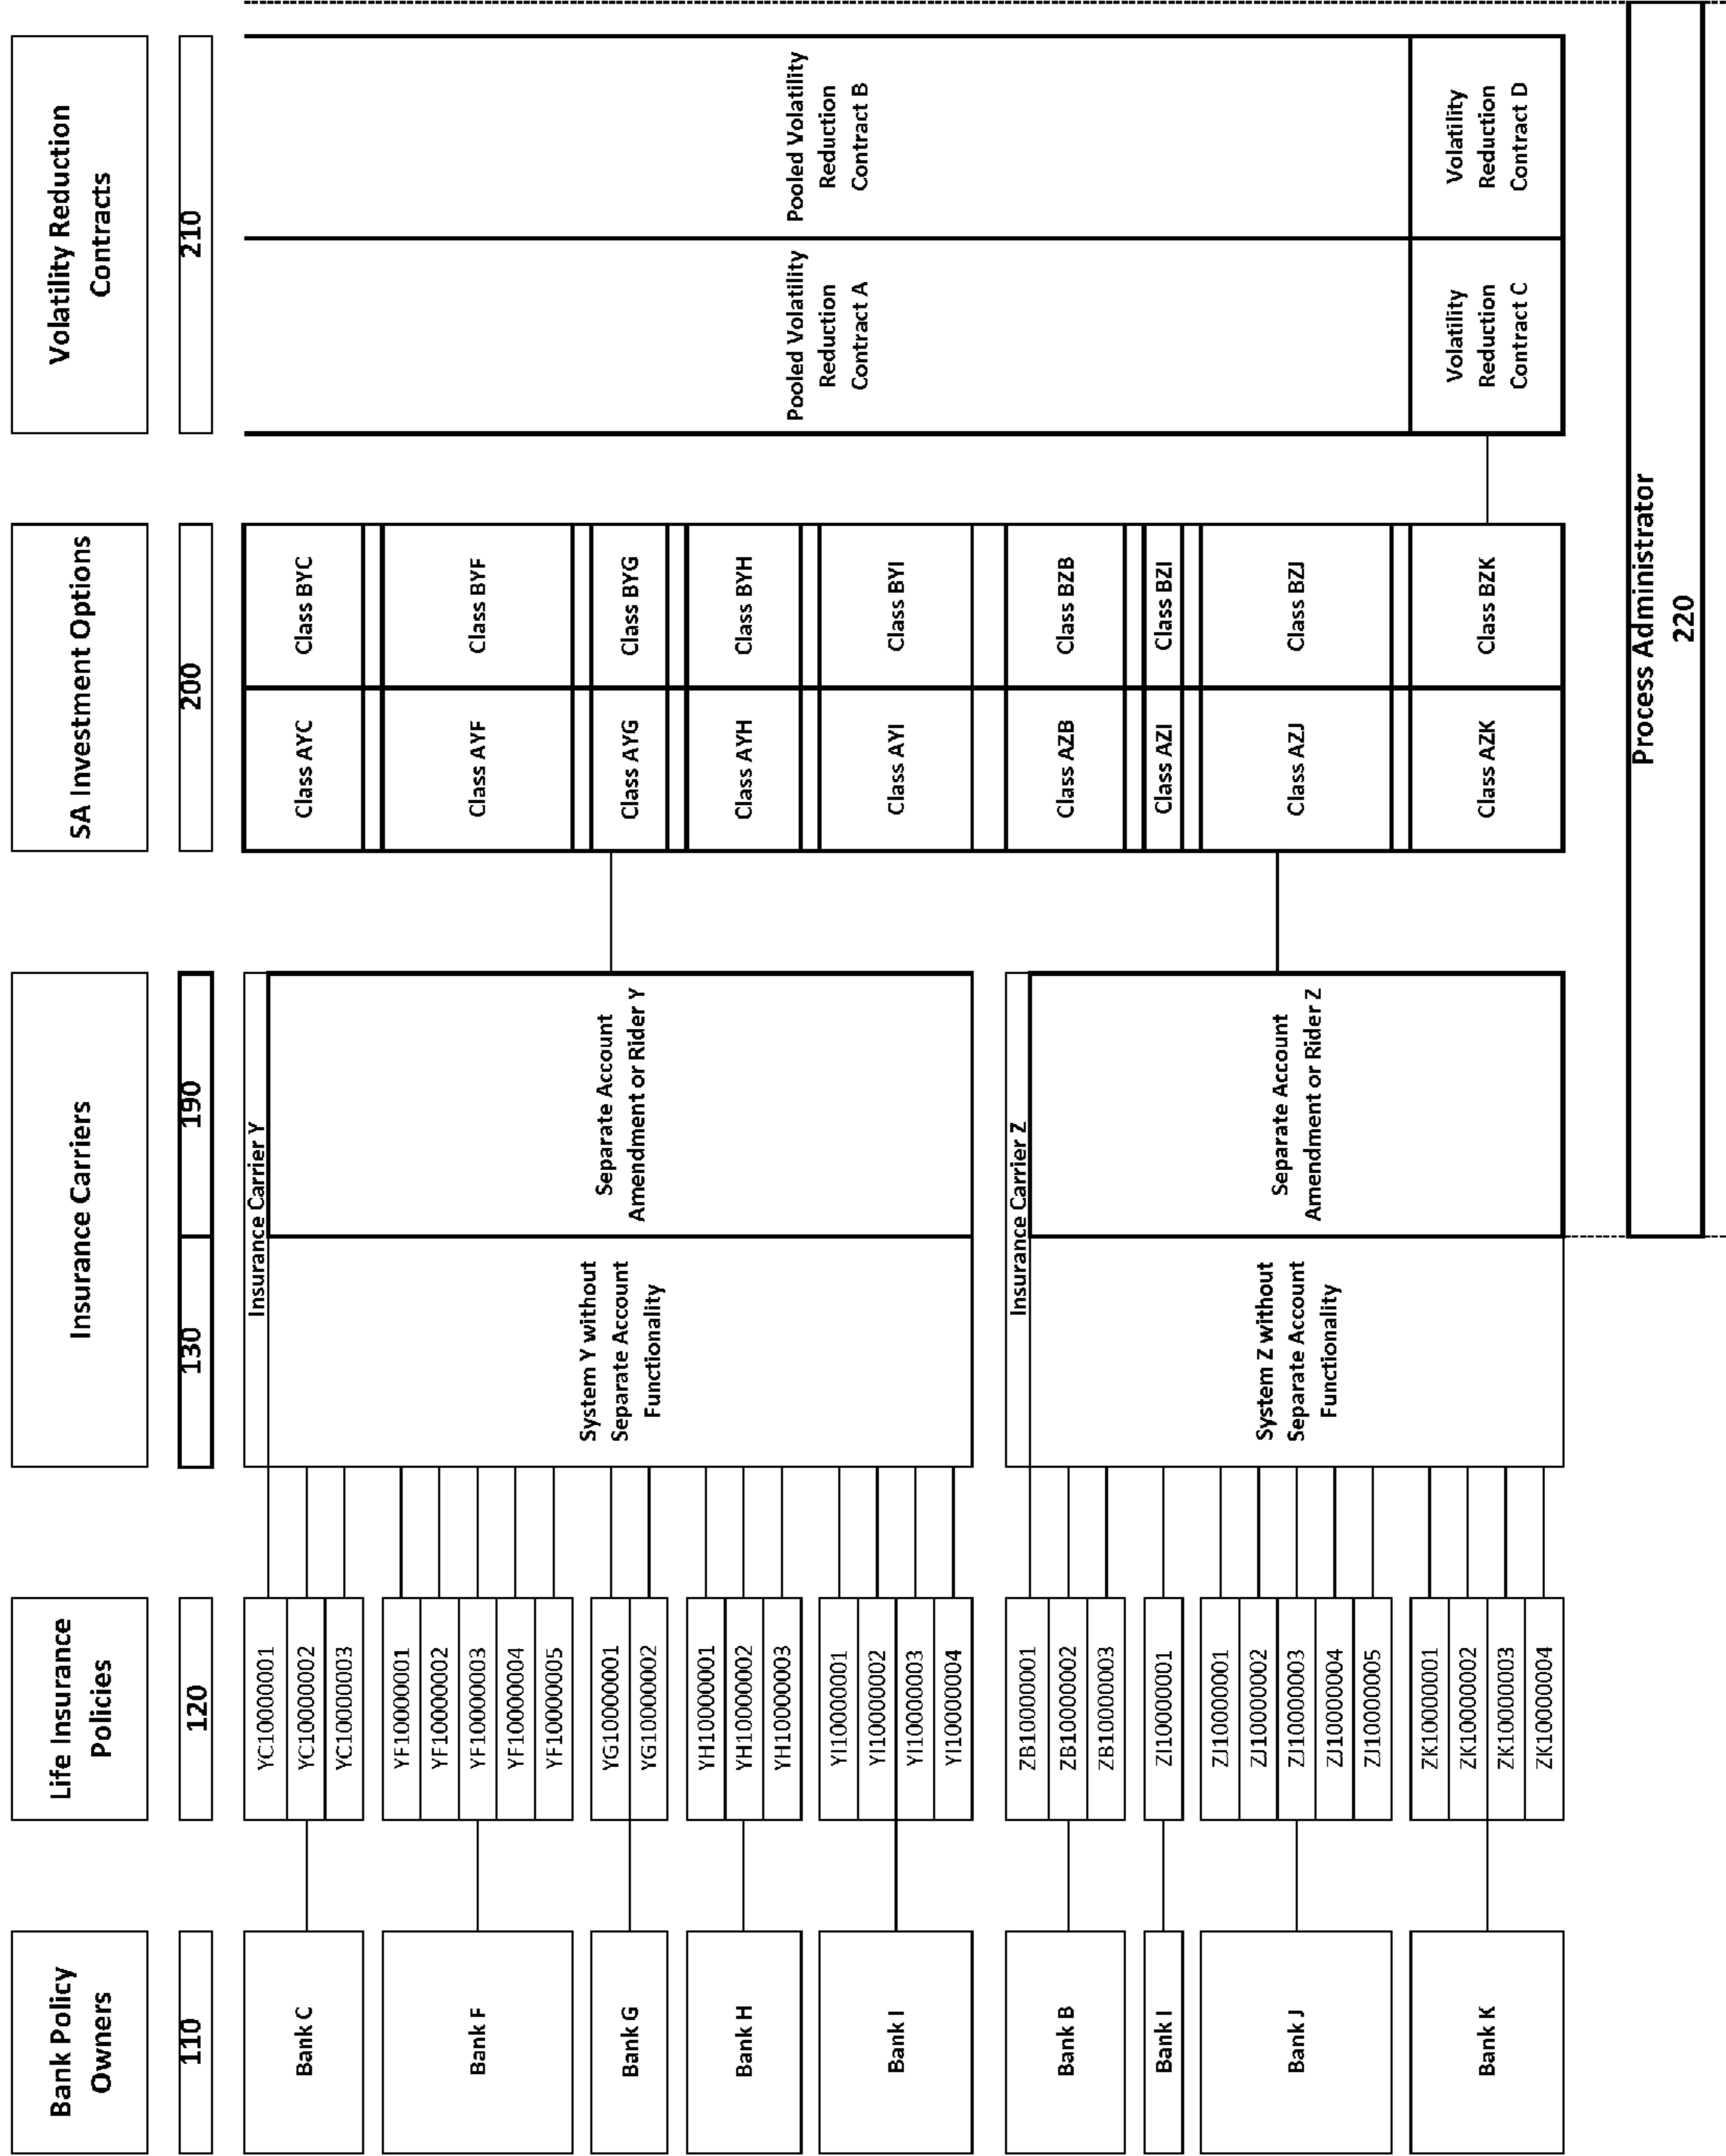 Bank Policy
Owners
Life Insurance
Policies
Insurance Carriers
SA Investment Options
Volatility Reduction
Contracts
110
120
130
190
200
210
Bank C
YC10000001
YC10000002
YC10000003
Bank F
YF10000001
YF10000002
YF10000003
YF10000004
YF10000005
Bank G
YG10000001
YG10000002
Bank H
YH10000001
YH10000002
YH10000003
Bank I
YI10000001
YI10000002
YI10000003
YI10000004
Insurance Carrier Y
System Y without
Separate Account
Functionality
Separate Account
Amendment or Rider Y
Class AYC
Class BYC
Class AYF
Class BYF
Class AYG
Class BYG
Class AYH
Class BYH
Class AYI
Class BYI
Pooled Volatility
Reduction
Contract A
Pooled Volatility
Reduction
Contract B
Bank B
ZB10000001
ZB10000002
ZB10000003
Bank I
ZI10000001
Bank J
ZJ10000001
ZJ10000002
ZJ10000003
ZJ10000004
ZJ10000005
Bank K
ZK10000001
ZK10000002
ZK10000003
ZK10000004
Insurance Carrier Z
System Z without
Separate Account
Functionality
Separate Account
Amendment or Rider Z
Class AZB
Class BZB
Class AZI
Class BZI
Class AZJ
Class BZJ
Class AZK
Class BZK
Volatility
Reduction
Contract C
Volatility
Reduction
Contract D
Process Administrator
220